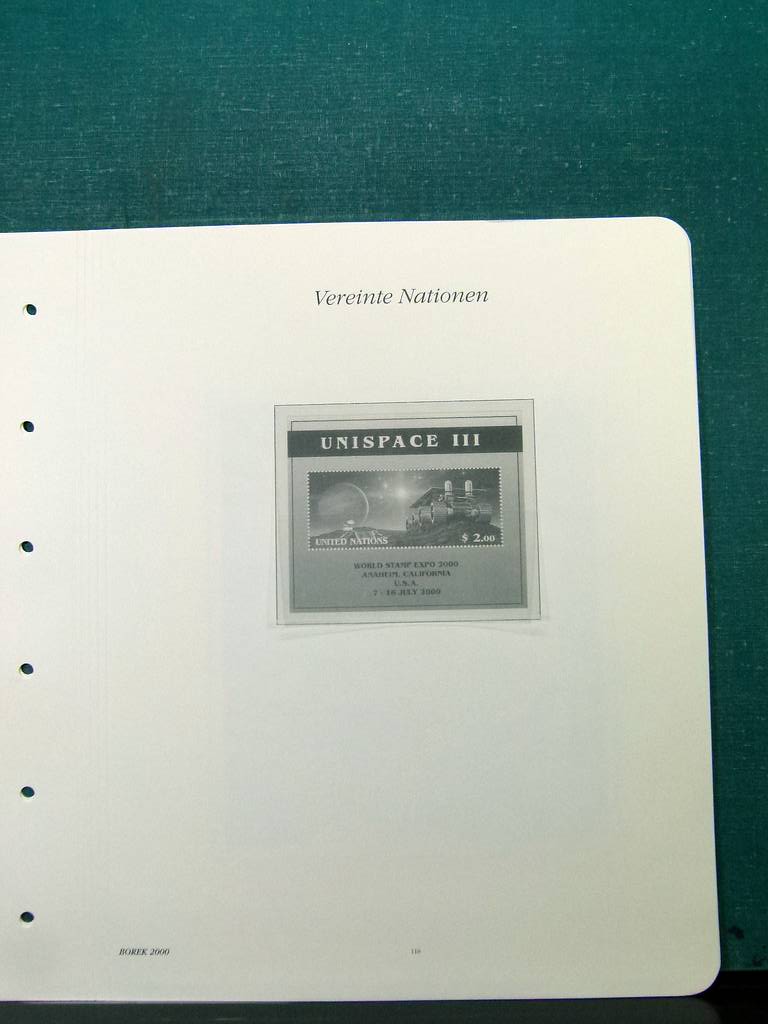 Vereinte Nationen
UNISPACE III
UNITED NATIONS
$ 2.00
WORLD STAMP EXPO 2000
ANAHEIM, CALIFORNIA
U.S.A.
7 - 16 JULY 2000
BOREK 2000